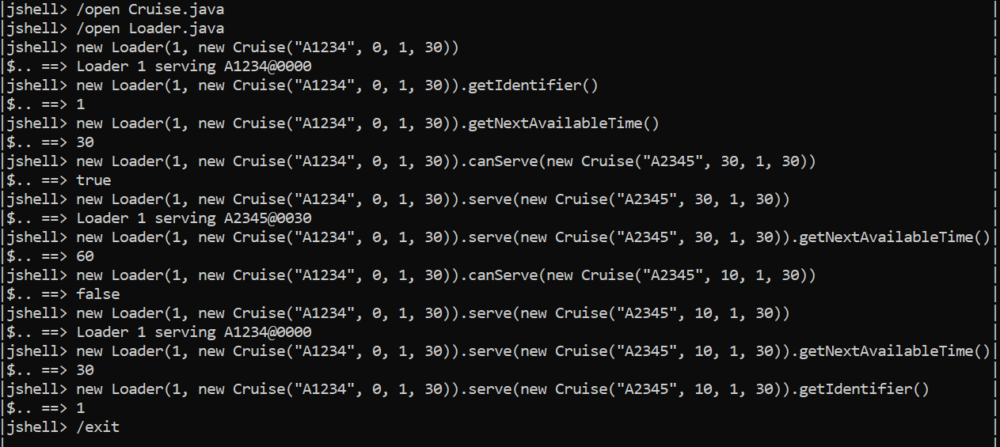 |jshell> /open Cruise.java |
|jshell> /open Loader.java |
|jshell> new Loader(1, new Cruise("A1234", 0, 1, 30)) |
|$.. ==> Loader 1 serving A1234@0000 |
|jshell> new Loader(1, new Cruise("A1234", 0, 1, 30)).getIdentifier() |
|$.. ==> 1 |
|jshell> new Loader(1, new Cruise("A1234", 0, 1, 30)).getNextAvailableTime() |
|$.. ==> 30 |
|jshell> new Loader(1, new Cruise("A1234", 0, 1, 30)).canServe(new Cruise("A2345", 30, 1, 30)) |
|$.. ==> true |
|jshell> new Loader(1, new Cruise("A1234", 0, 1, 30)).serve(new Cruise("A2345", 30, 1, 30)) |
|$.. ==> Loader 1 serving A2345@0030 |
|jshell> new Loader(1, new Cruise("A1234", 0, 1, 30)).serve(new Cruise("A2345", 30, 1, 30)).getNextAvailableTime()|
|$.. ==> 60 |
|jshell> new Loader(1, new Cruise("A1234", 0, 1, 30)).canServe(new Cruise("A2345", 10, 1, 30)) |
|$.. ==> false |
|jshell> new Loader(1, new Cruise("A1234", 0, 1, 30)).serve(new Cruise("A2345", 10, 1, 30)) |
|$.. ==> Loader 1 serving A1234@0000 |
|jshell> new Loader(1, new Cruise("A1234", 0, 1, 30)).serve(new Cruise("A2345", 10, 1, 30)).getNextAvailableTime()|
|$.. ==> 30 |
|jshell> new Loader(1, new Cruise("A1234", 0, 1, 30)).serve(new Cruise("A2345", 10, 1, 30)).getIdentifier() |
|$.. ==> 1 |
|jshell> /exit |